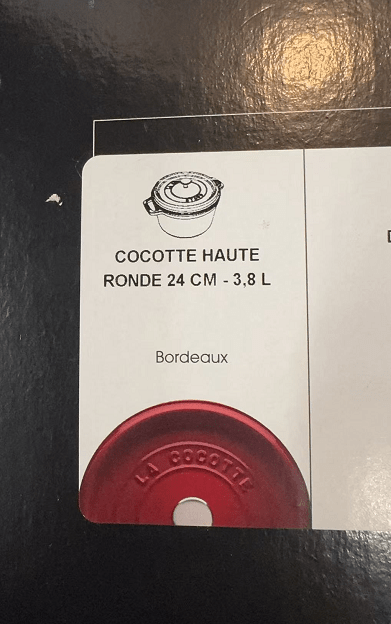 COCOTTE HAUTE
RONDE 24 CM - 3,8 L
Bordeaux
LA COCOTTE